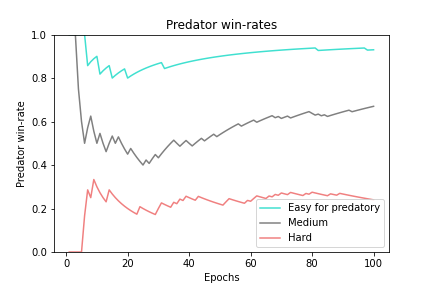 Predator win-rates
1.0
0.8
0.6
0.4
0.2
0.0
Predator win-rate
0 20 40 60 80 100
Epochs
Easy for predatory
Medium
Hard